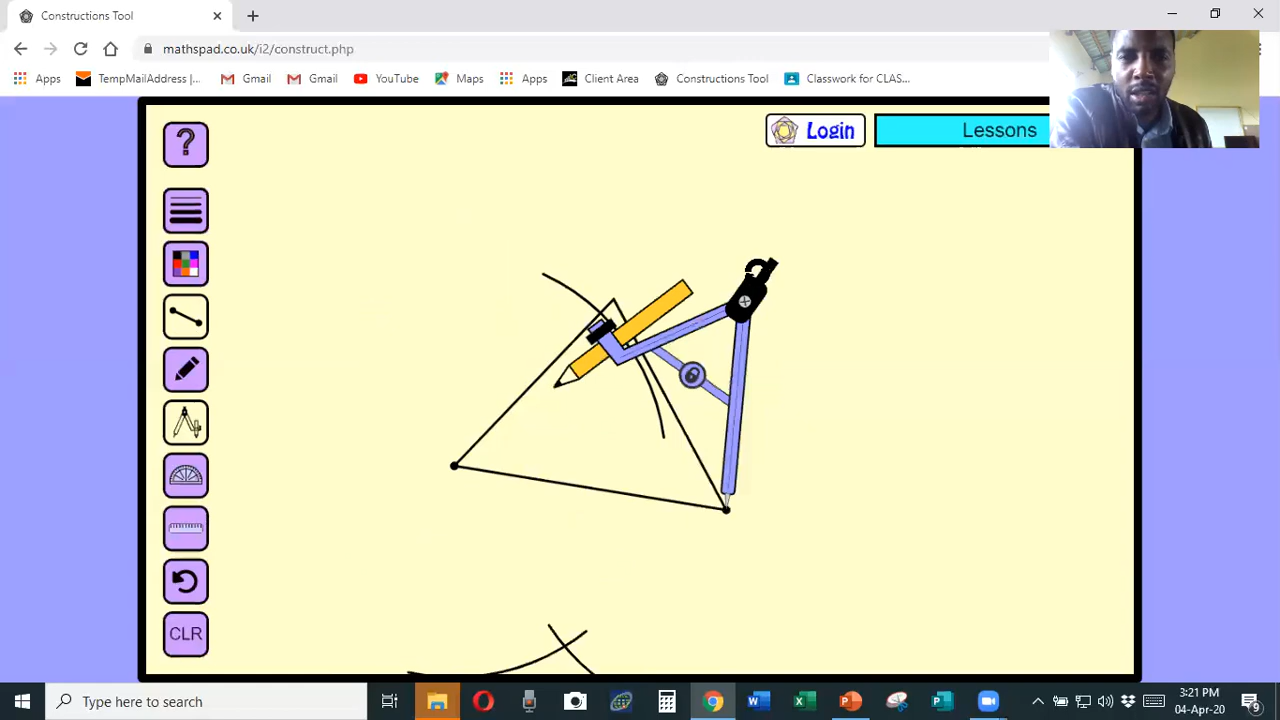 Constructions Tool
mathspad.co.uk/i2/construct.php
Apps TempMailAddress |... Gmail Gmail YouTube Maps Apps Client Area Constructions Tool Classwork for CLAS...
? Login Lessons
CLR
Type here to search
3:21 PM
04-Apr-20
9